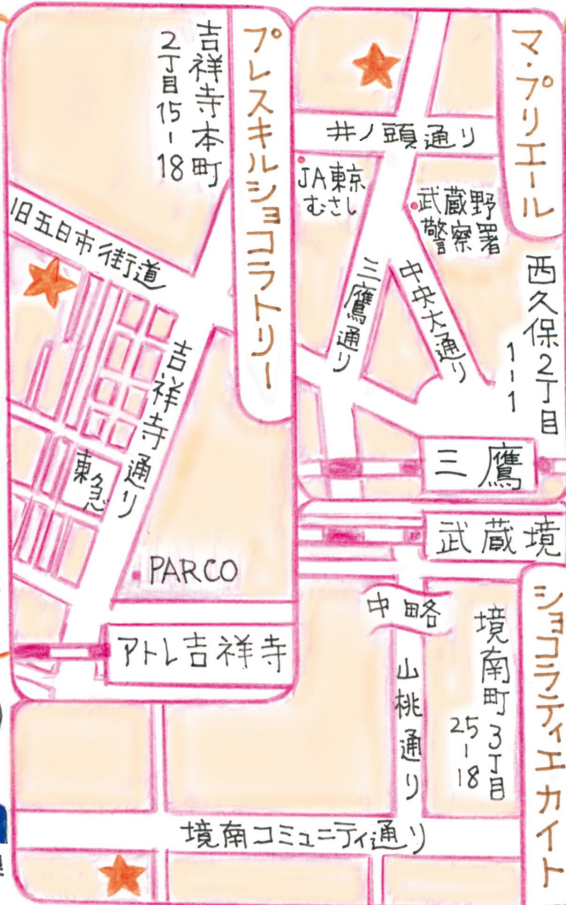 プレスキルショコラトリー
吉祥寺本町
2丁目15-18
旧五日市街道
吉祥寺通り
東急
PARCO
アトレ吉祥寺
マ・プリエール
西久保2丁目
1-1
井ノ頭通り
JA東京
むさし
武蔵野
警察署
三鷹通り
中央大通り
三鷹
武蔵境
ショコラティエカイト
境南町3丁目
25-18
中略
山桃通り
境南コミュニティ通り